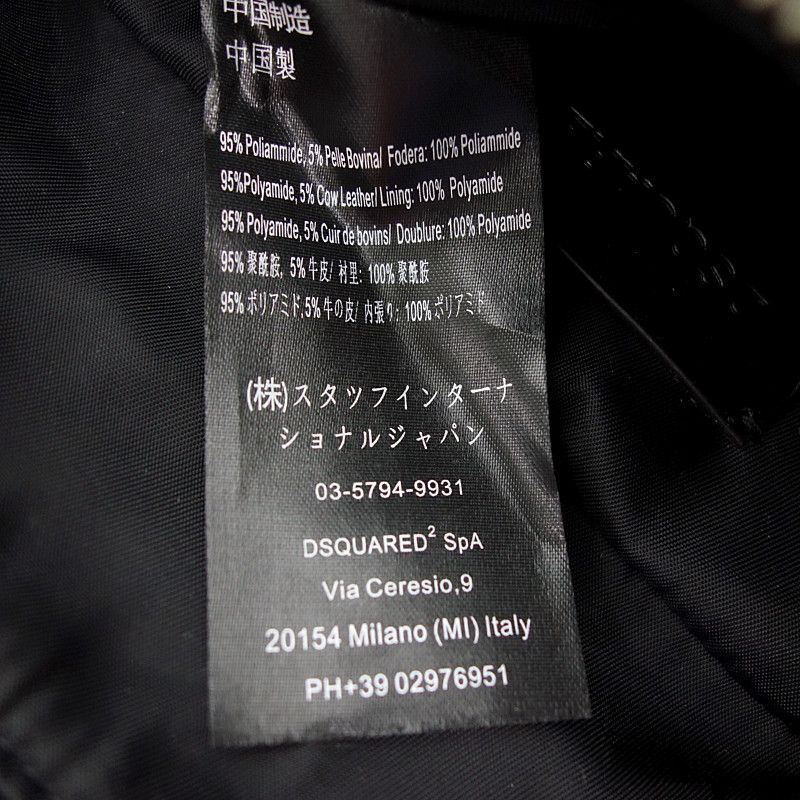 中国制造
中国製
95% Poliammide, 5% Pelle Bovina/ Fodera: 100% Poliammide
95%Polyamide, 5% Cow Leather/ Lining: 100% Polyamide
95% Polyamide, 5% Cuir de bovins/ Doublure: 100% Polyamide
95% 聚酰胺, 5% 牛皮/ 衬里: 100% 聚酰胺
95% ポリアミド,5% 牛の皮/ 内張り: 100% ポリアミド
(株)スタッフインターナ
ショナルジャパン
03-5794-9931
DSQUARED² SpA
Via Ceresio,9
20154 Milano (MI) Italy
PH+39 02976951